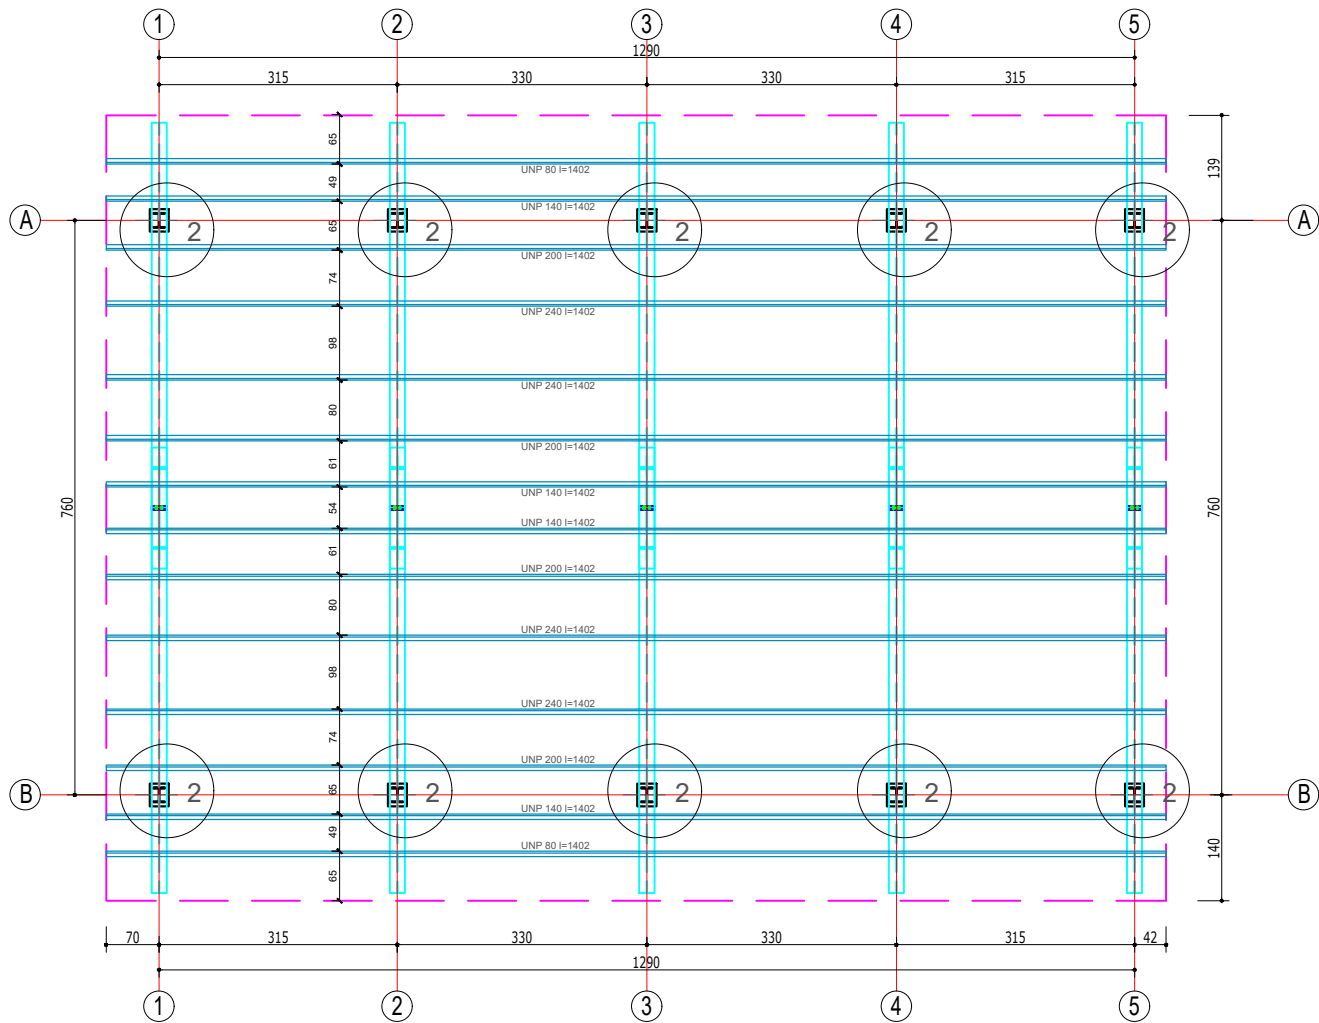 1 2 3 4 5
1290
315 330 330 315
65
139
UNP 80 l=1402
49
UNP 140 l=1402
A 2 2 2 2 2 A
65
UNP 200 l=1402
74
UNP 240 l=1402
98
UNP 240 l=1402
80
UNP 200 l=1402
61
UNP 140 l=1402
760 54 760
UNP 140 l=1402
61
UNP 200 l=1402
80
UNP 240 l=1402
98
UNP 240 l=1402
74
UNP 200 l=1402
B 2 65 2 2 2 2 B
UNP 140 l=1402
49
UNP 80 l=1402
140
65
70 315 330 330 315 42
1290
1 2 3 4 5